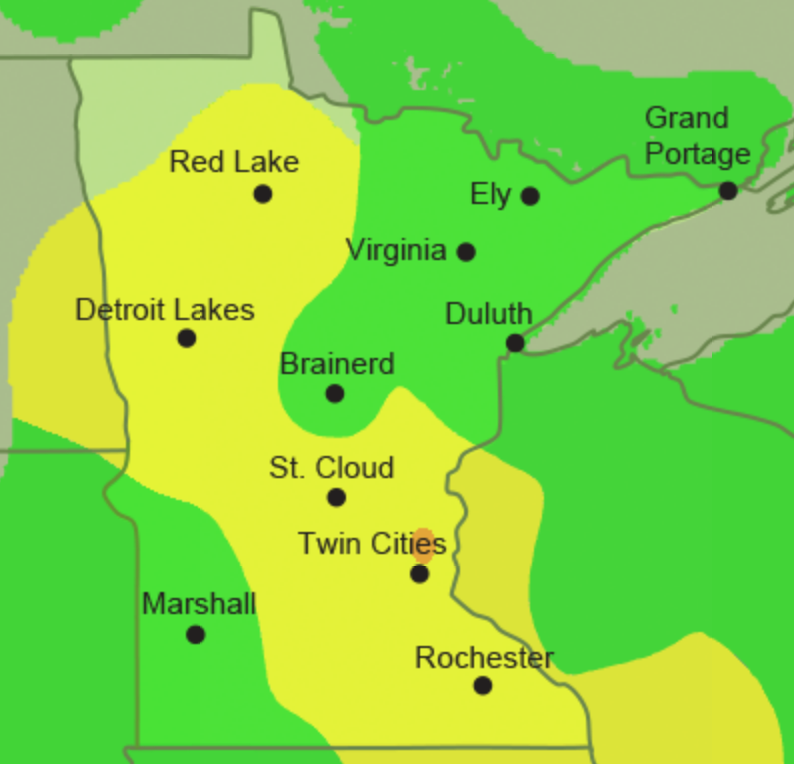 Grand
Portage
Red Lake
Ely
Virginia
Detroit Lakes
Duluth
Brainerd
St. Cloud
Twin Cities
Marshall
Rochester